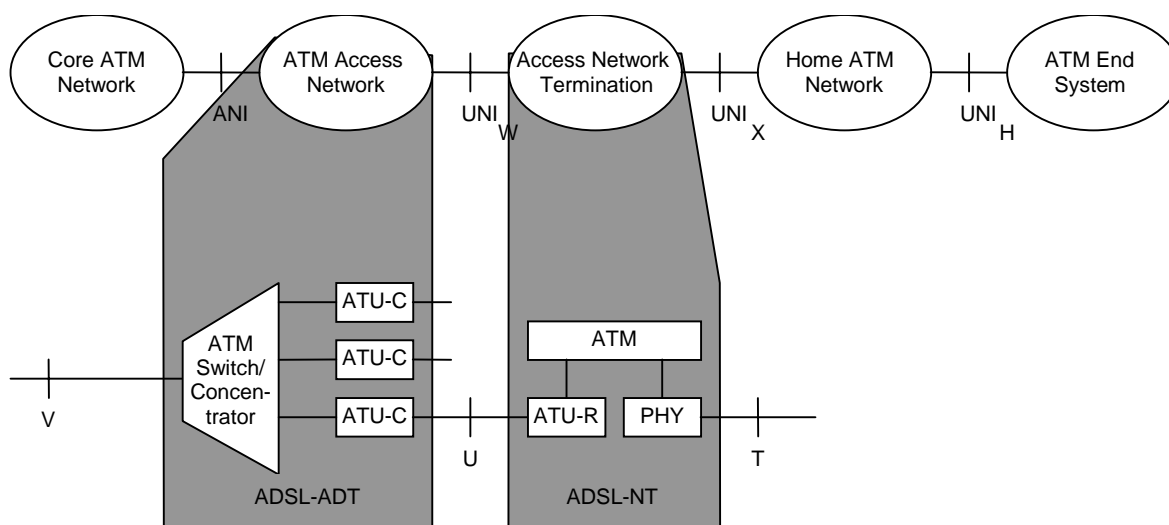 Core ATM
Network
ATM Access
Network
Access Network
Termination
Home ATM
Network
ATM End
System
ANI
UNI
W
UNI
X
UNI
H
ATU-C
ATU-C
ATU-C
ATM
Switch/
Concen-
trator
ATM
ATU-R
PHY
V
U
T
ADSL-ADT
ADSL-NT